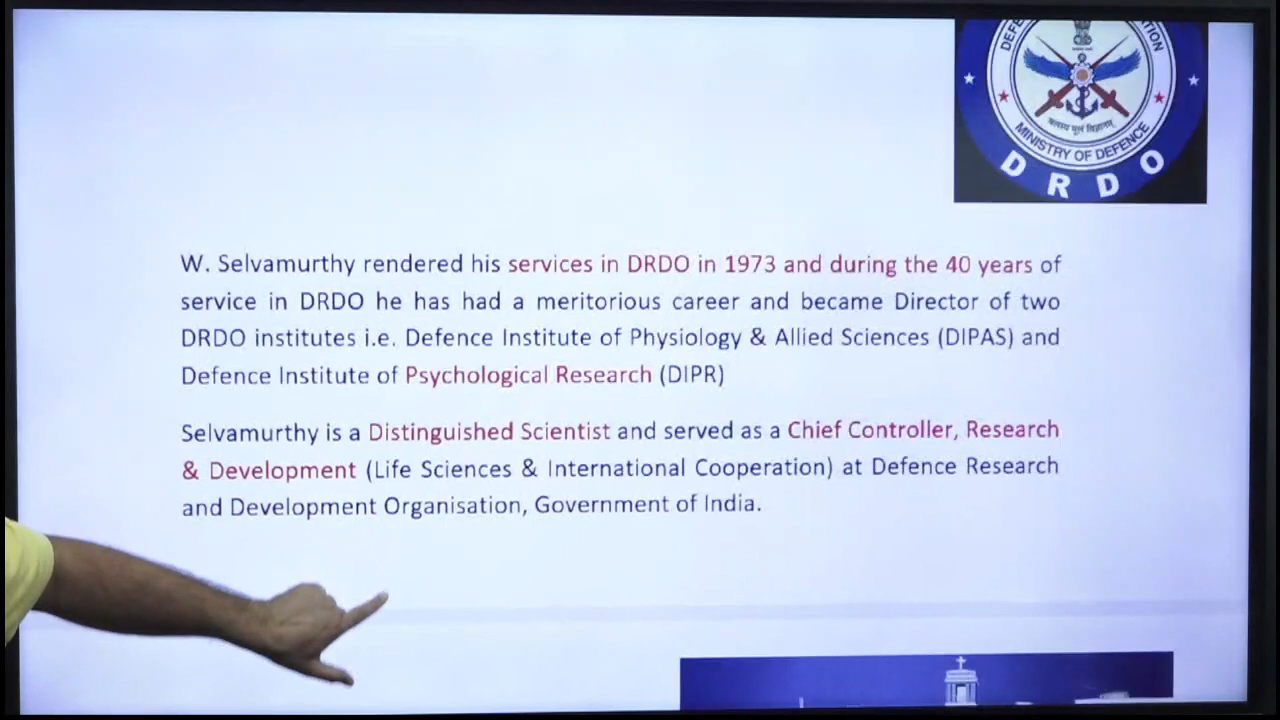 MINISTRY OF DEFENCE
DRDO
W. Selvamurthy rendered his services in DRDO in 1973 and during the 40 years of
service in DRDO he has had a meritorious career and became Director of two
DRDO institutes i.e. Defence Institute of Physiology & Allied Sciences (DIPAS) and
Defence Institute of Psychological Research (DIPR)
Selvamurthy is a Distinguished Scientist and served as a Chief Controller, Research
& Development (Life Sciences & International Cooperation) at Defence Research
and Development Organisation, Government of India.